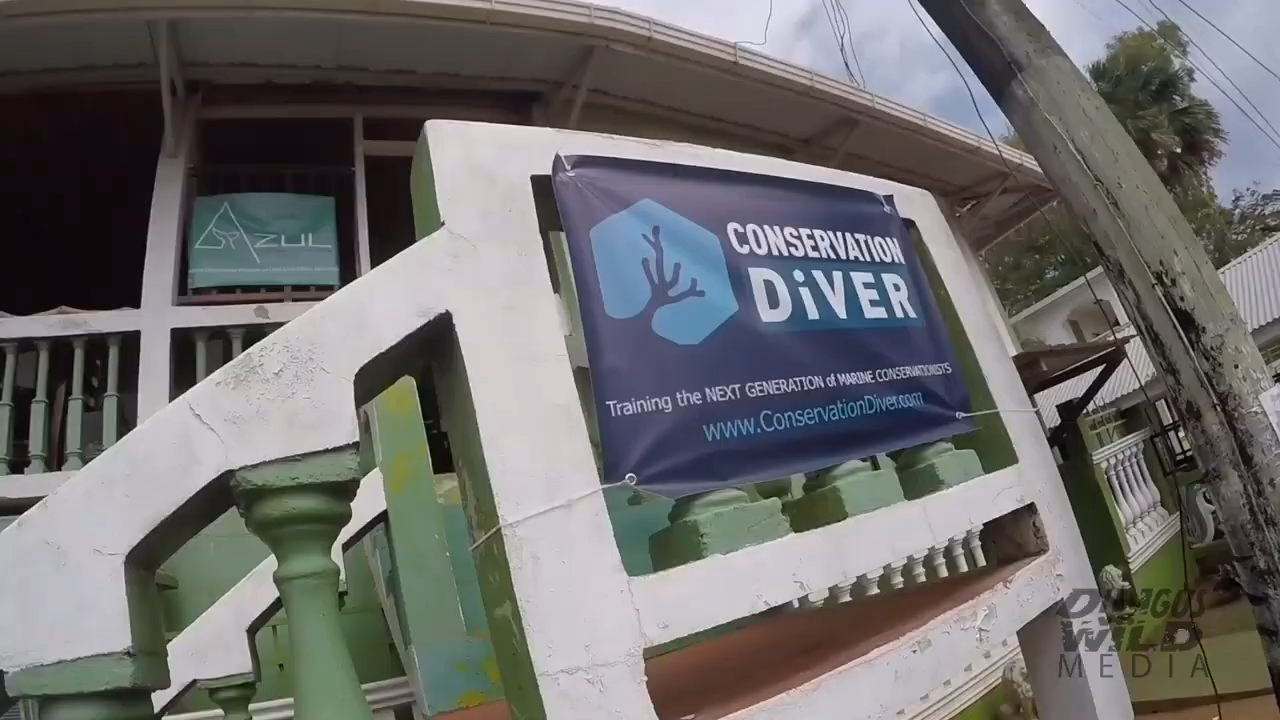 AZUL
CONSERVATION
DiVER
Training the NEXT GENERATION of MARINE CONSERVATIONISTS
www.ConservationDiver.com
WILD
MEDIA